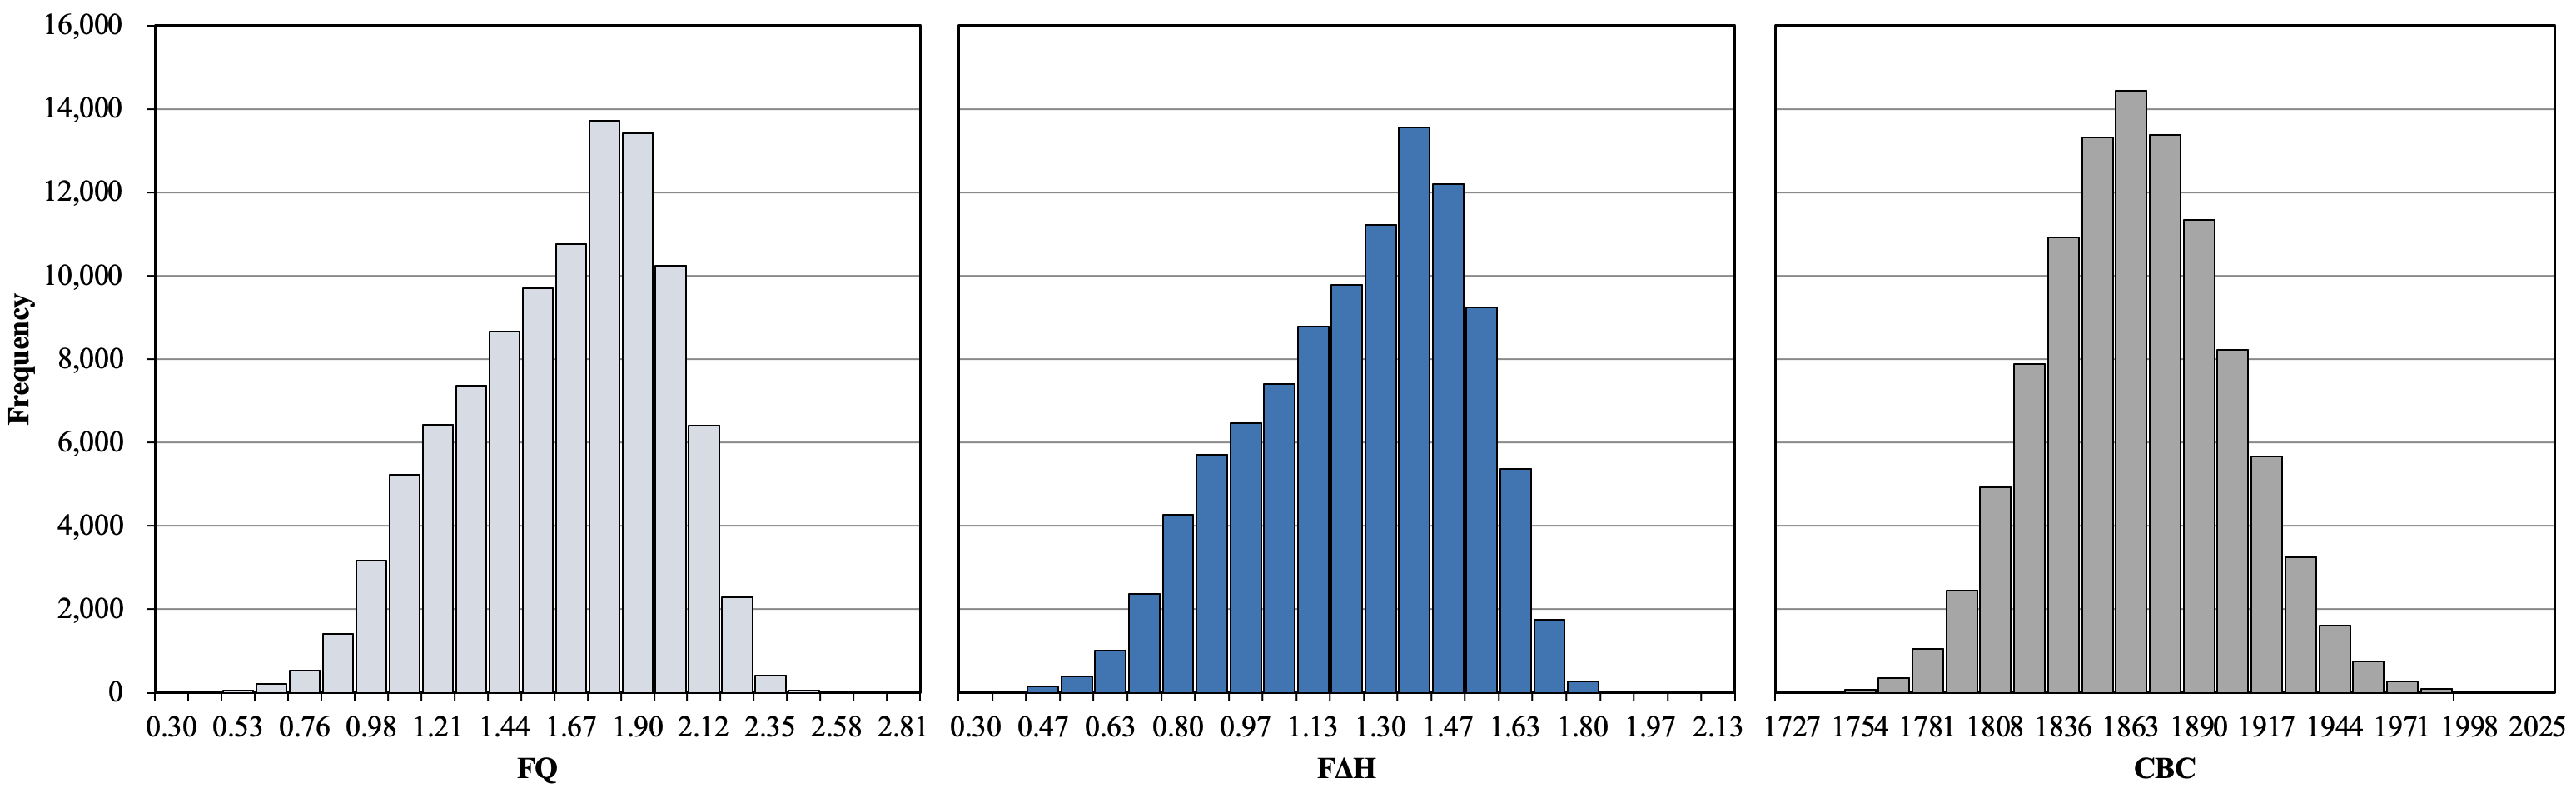 16,000
14,000
12,000
10,000
8,000
6,000
4,000
2,000
0
Frequency
0.30 0.53 0.76 0.98 1.21 1.44 1.67 1.90 2.12 2.35 2.58 2.81
FQ
0.30 0.47 0.63 0.80 0.97 1.13 1.30 1.47 1.63 1.80 1.97 2.13
FΔH
1727 1754 1781 1808 1836 1863 1890 1917 1944 1971 1998 2025
CBC